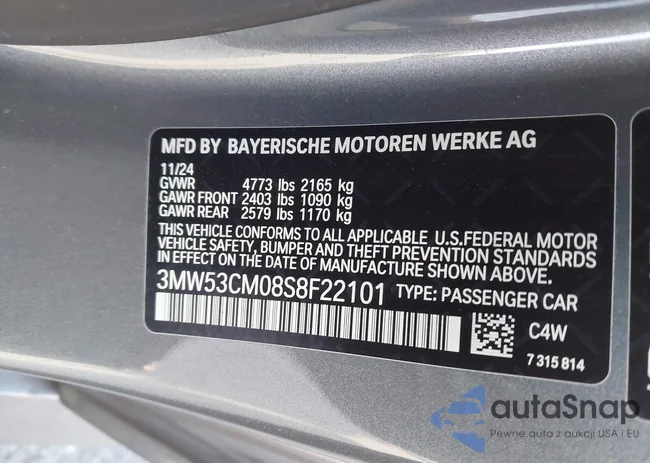 MFD BY BAYERISCHE MOTOREN WERKE AG
11/24
GVWR 4773 lbs 2165 kg
GAWR FRONT 2403 lbs 1090 kg
GAWR REAR 2579 lbs 1170 kg
THIS VEHICLE CONFORMS TO ALL APPLICABLE U.S.FEDERAL MOTOR
VEHICLE SAFETY, BUMPER AND THEFT PREVENTION STANDARDS
IN EFFECT ON THE DATE OF MANUFACTURE SHOWN ABOVE.
3MW53CM08S8F22101 TYPE: PASSENGER CAR
C4W
7 315 814
autaSnap
Pewne auta z aukcji USA i EU